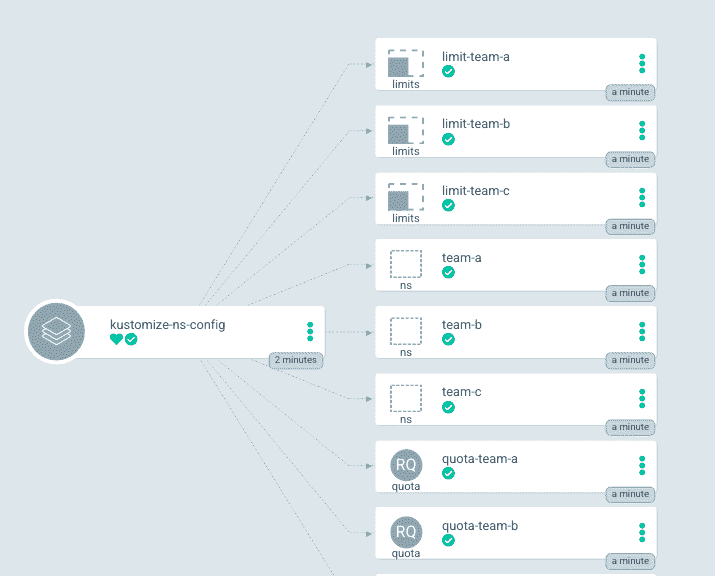 limit-team-a
limits
a minute
limit-team-b
limits
a minute
limit-team-c
limits
a minute
team-a
ns
a minute
kustomize-ns-config
2 minutes
team-b
ns
a minute
team-c
ns
a minute
RQ
quota-team-a
quota
a minute
RQ
quota-team-b
quota
a minute